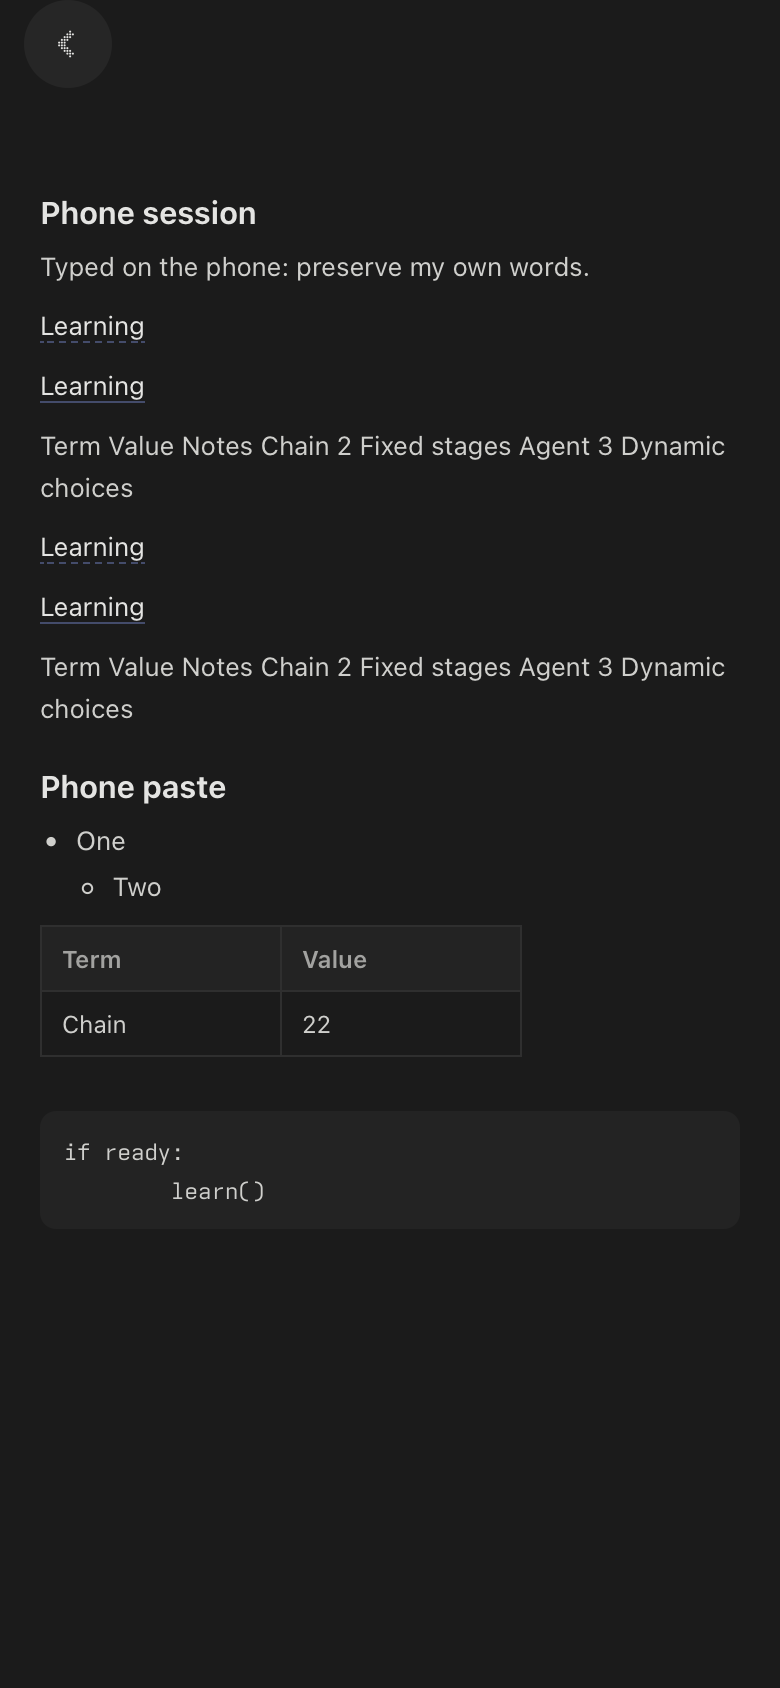 Phone session
Typed on the phone: preserve my own words.
Learning
Learning
Term Value Notes Chain 2 Fixed stages Agent 3 Dynamic
choices
Learning
Learning
Term Value Notes Chain 2 Fixed stages Agent 3 Dynamic
choices
Phone paste
One
Two
Term Value
Chain 22
if ready:
        learn()